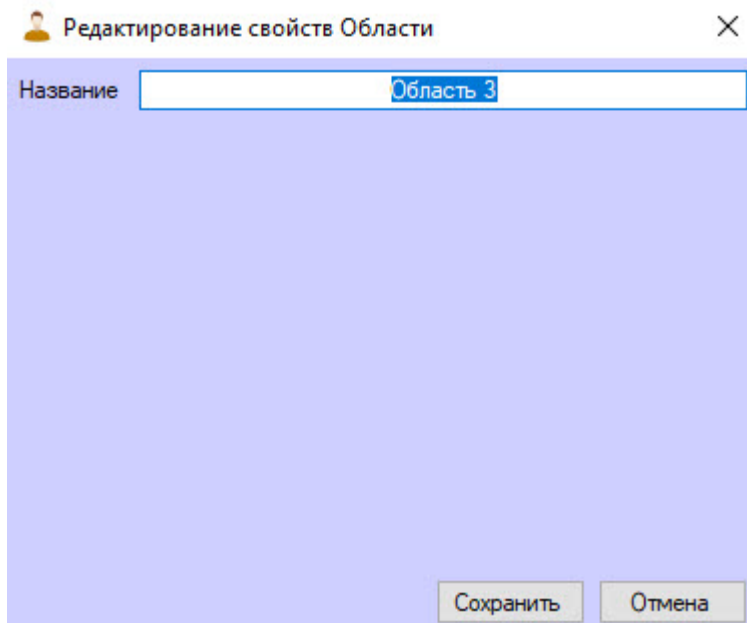 Редактирование свойств Области
Название Область 3
Сохранить Отмена